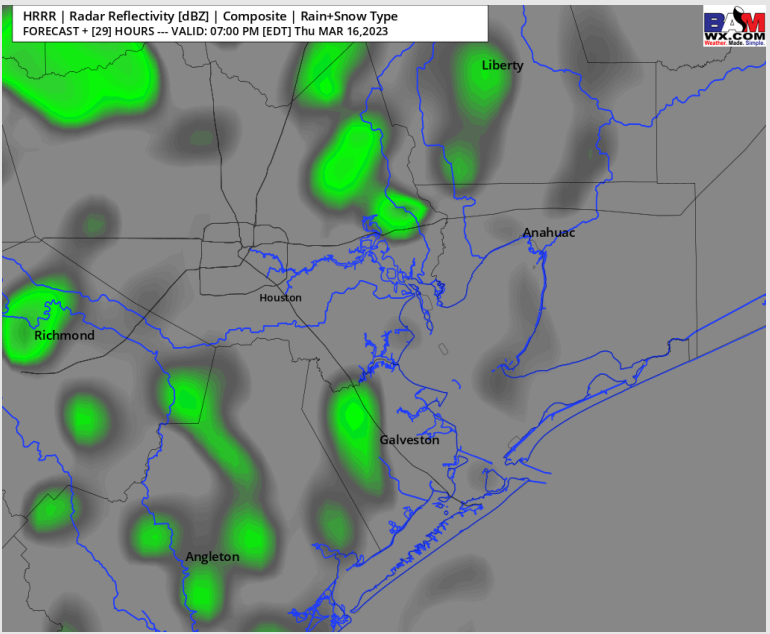 HRRR | Radar Reflectivity [dBZ] | Composite | Rain+Snow Type
FORECAST + [29] HOURS --- VALID: 07:00 PM [EDT] Thu MAR 16,2023
BAM
WX.COM
Weather. Made. Simple.
Liberty
Anahuac
Houston
Richmond
Galveston
Angleton